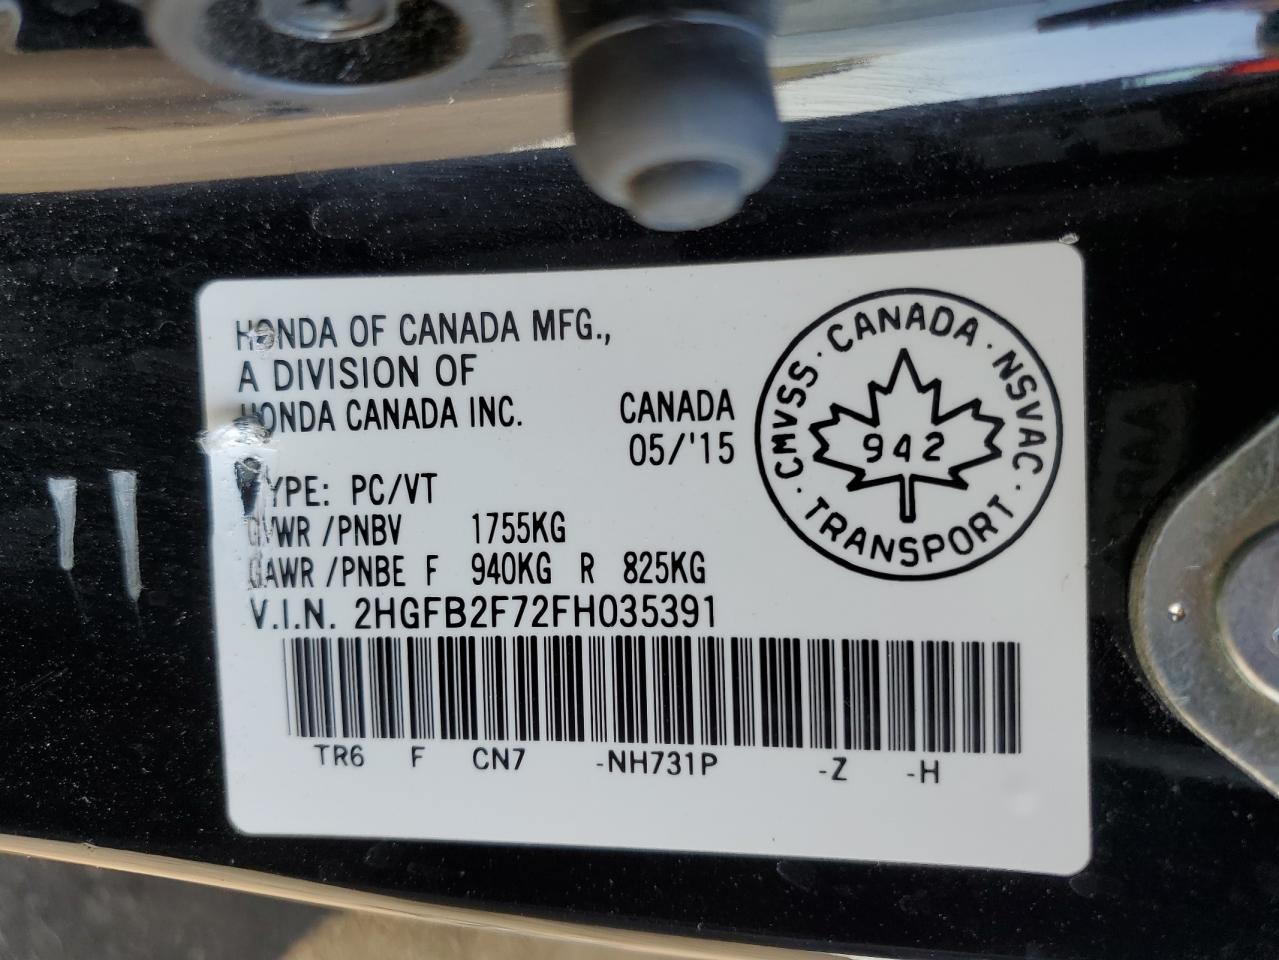 HONDA OF CANADA MFG.,
A DIVISION OF
HONDA CANADA INC.
CANADA
05/'15
TYPE: PC/VT
GVWR /PNBV 1755KG
GAWR /PNBE F 940KG R 825KG
V.I.N. 2HGFB2F72FH035391
TR6 F CN7 -NH731P -Z -H
CMVSS · CANADA · NSVAC · TRANSPORT ·
942